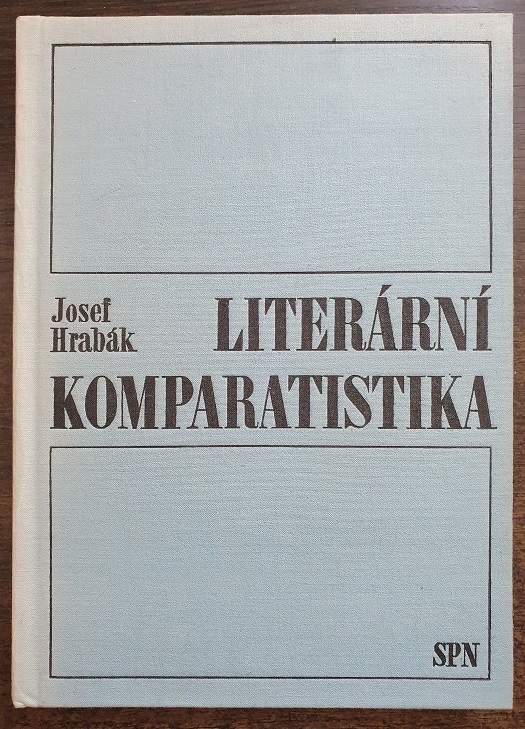 Josef
Hrabák
LITERÁRNÍ
KOMPARATISTIKA
SPN